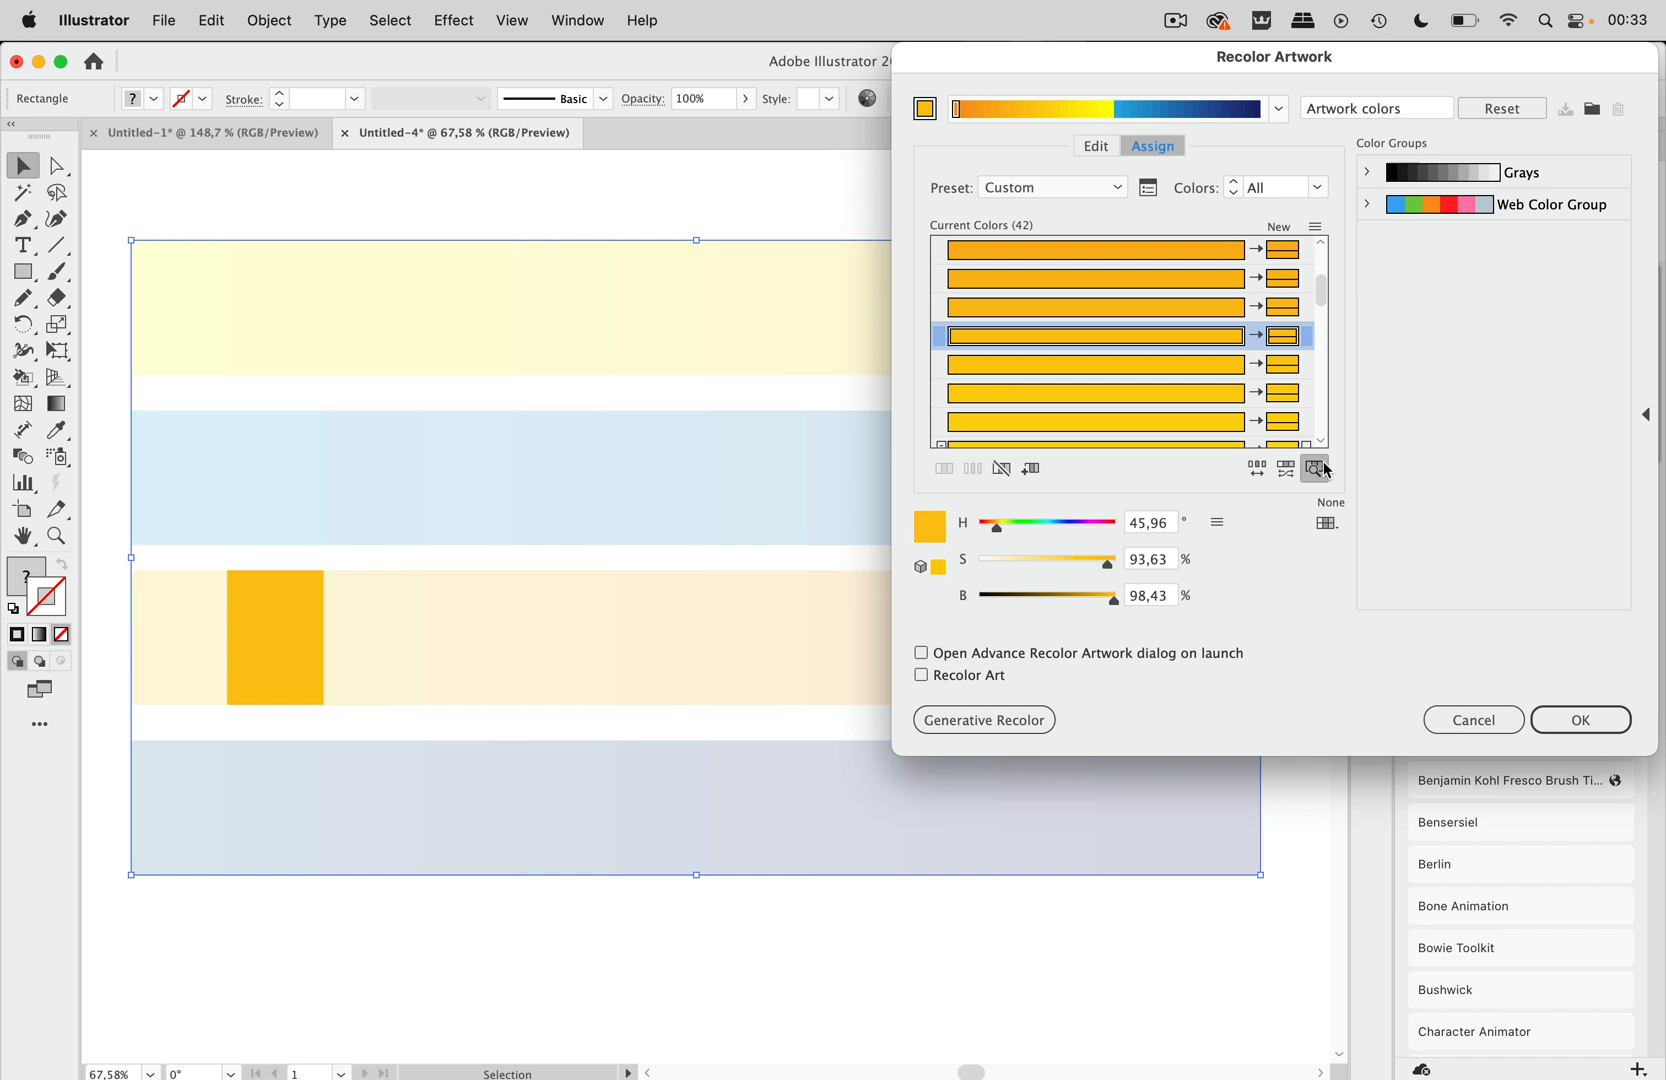 Illustrator File Edit Object Type Select Effect View Window Help 00:33
Adobe Illustrator 20
Recolor Artwork
Rectangle ? Stroke: Basic Opacity: 100% Style:
Artwork colors Reset
× Untitled-1* @ 148,7 % (RGB/Preview) × Untitled-4* @ 67,58 % (RGB/Preview)
Edit Assign
Color Groups
Grays
Preset: Custom Colors: All
Web Color Group
Current Colors (42) New
None
H 45,96 °
S 93,63 %
B 98,43 %
?
Open Advance Recolor Artwork dialog on launch
Recolor Art
Generative Recolor Cancel OK
Benjamin Kohl Fresco Brush Ti...
Bensersiel
Berlin
Bone Animation
Bowie Toolkit
Bushwick
Character Animator
67,58% 0° 1 Selection